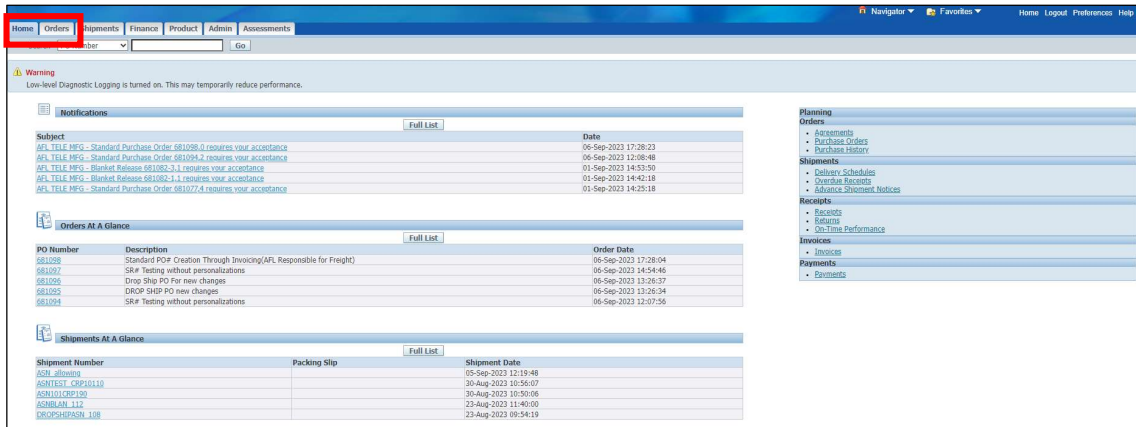 Navigator Favorites Home Logout Preferences Help
Home Orders Shipments Finance Product Admin Assessments
Go
Warning
Low-level Diagnostic Logging is turned on. This may temporarily reduce performance.
Notifications
Full List
Subject Date
AFL TELE MFG - Standard Purchase Order 681098,0 requires your acceptance 06-Sep-2023 17:28:23
AFL TELE MFG - Standard Purchase Order 681094,2 requires your acceptance 06-Sep-2023 12:08:48
AFL TELE MFG - Blanket Release 681082-3,1 requires your acceptance 01-Sep-2023 14:53:50
AFL TELE MFG - Blanket Release 681082-1,1 requires your acceptance 01-Sep-2023 14:42:18
AFL TELE MFG - Standard Purchase Order 681077,4 requires your acceptance 01-Sep-2023 14:25:18
Orders At A Glance
Full List
PO Number Description Order Date
681098 Standard PO# Creation Through Invoicing(AFL Responsible for Freight) 06-Sep-2023 17:28:04
681097 SR# Testing without personalizations 06-Sep-2023 14:54:46
681096 Drop Ship PO For new changes 06-Sep-2023 13:26:37
681095 DROP SHIP PO new changes 06-Sep-2023 13:26:34
681094 SR# Testing without personalizations 06-Sep-2023 12:07:56
Shipments At A Glance
Full List
Shipment Number Packing Slip Shipment Date
ASN_allowing 05-Sep-2023 12:19:48
ASNTEST_CRP10110 30-Aug-2023 10:56:07
ASN101CRP190 30-Aug-2023 10:50:06
ASNBLAN_112 23-Aug-2023 11:40:00
DROPSHIPASN_108 23-Aug-2023 09:54:19
Planning
Orders
Agreements
Purchase Orders
Purchase History
Shipments
Delivery Schedules
Overdue Receipts
Advance Shipment Notices
Receipts
Receipts
Returns
On-Time Performance
Invoices
Invoices
Payments
Payments